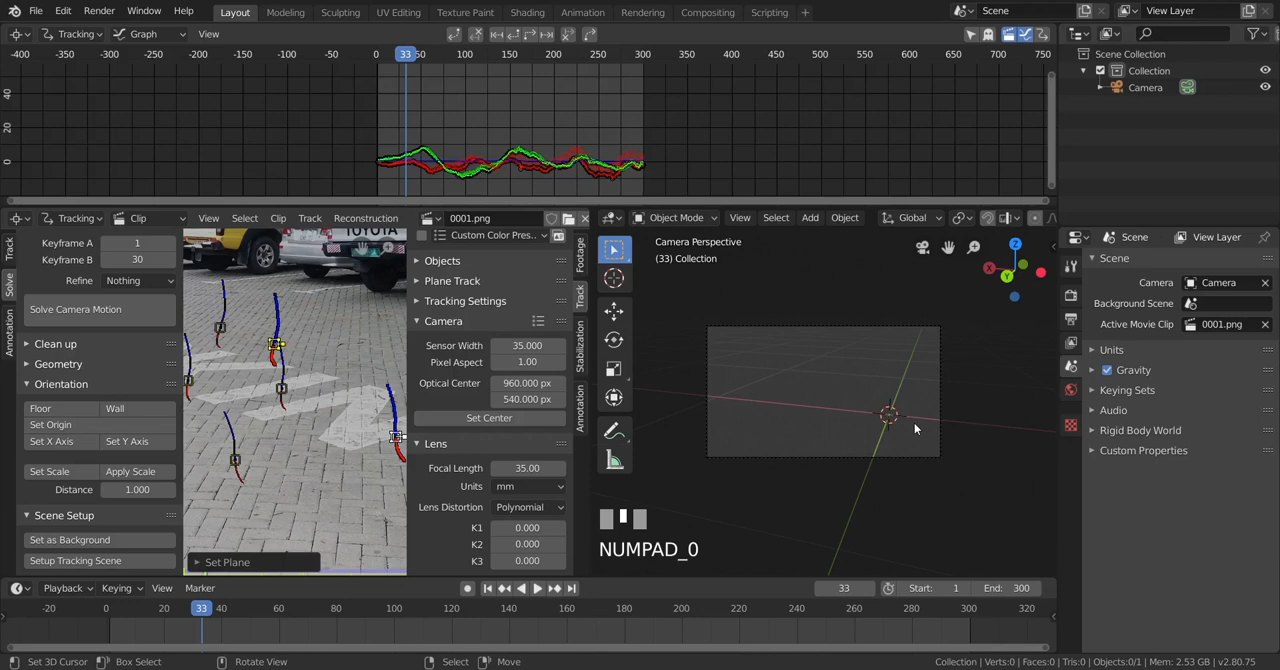 File Edit Render Window Help Layout Modeling Sculpting UV Editing Texture Paint Shading Animation Rendering Compositing Scripting + Scene View Layer
Tracking Graph View
-400 -300 -200 -100 0 33 50 100 150 200 250 300 350 400 450 500 550 600 650 700 750
40
20
0
Scene Collection
Collection
Camera
Tracking Clip View Select Clip Track Reconstruction 0001.png
Object Mode View Select Add Object Global
Scene View Layer
Track
Solve
Annotation
Keyframe A 1
Keyframe B 30
Refine Nothing
Solve Camera Motion
Clean up
Geometry
Orientation
Floor Wall
Set Origin
Set X Axis Set Y Axis
Set Scale Apply Scale
Distance 1.000
Scene Setup
Set as Background
Setup Tracking Scene
TOYOTA
Set Plane
Custom Color Pres..
Objects
Plane Track
Tracking Settings
Camera
Sensor Width 35.000
Pixel Aspect 1.00
Optical Center 960.000 px
540.000 px
Set Center
Lens
Focal Length 35.00
Units mm
Lens Distortion Polynomial
K1 0.000
K2 0.000
K3 0.000
Footage
Track
Stabilization
Annotation
Camera Perspective
(33) Collection
Z
X
Y
NUMPAD_0
Scene
Camera Camera
Background Scene
Active Movie Clip 0001.png
Units
Gravity
Keying Sets
Audio
Rigid Body World
Custom Properties
Playback Keying View Marker 33 Start: 1 End: 300
-20 0 20 33 40 60 80 100 120 140 160 180 200 220 240 260 280 300 320
Set 3D Cursor Box Select Rotate View Select Move Collection | Verts:0 | Faces:0 | Tris:0 | Objects:0/1 | Mem: 2.53 GB | v2.80.75